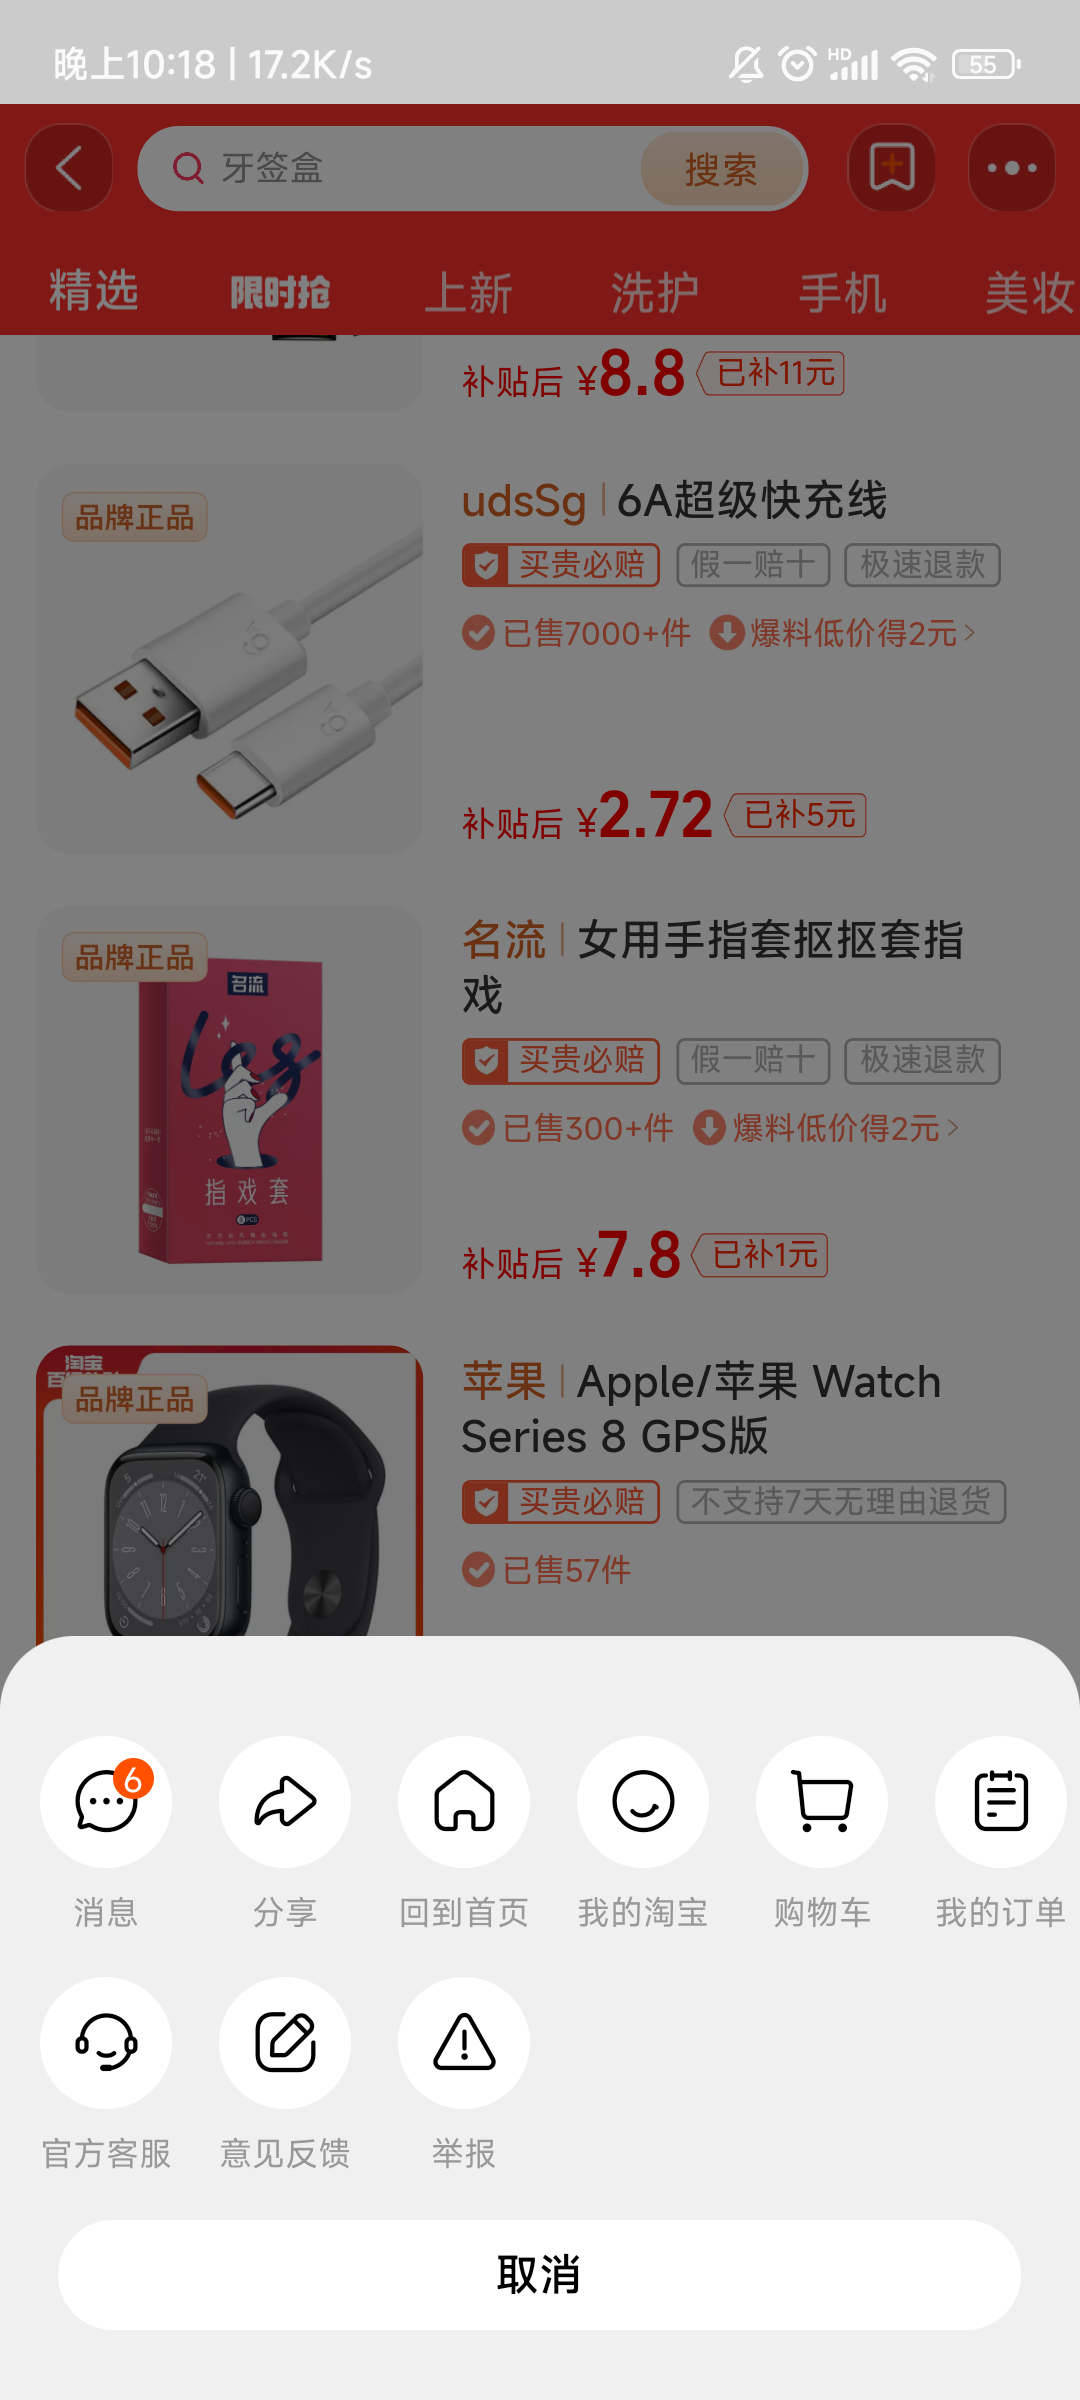 晚上10:18 | 17.2K/s
HD
55
牙签盒
搜索
精选 限时抢 上新 洗护 手机 美妆
补贴后 ¥8.8 已补11元
品牌正品
6A
6A
udsSg | 6A超级快充线
买贵必赔 假一赔十 极速退款
已售7000+件 爆料低价得2元 >
补贴后 ¥2.72 已补5元
品牌正品
名流
指戏套
名流 | 女用手指套抠抠套指
戏
买贵必赔 假一赔十 极速退款
已售300+件 爆料低价得2元 >
补贴后 ¥7.8 已补1元
淘宝
品牌正品
苹果 | Apple/苹果 Watch
Series 8 GPS版
买贵必赔 不支持7天无理由退货
已售57件
6
消息 分享 回到首页 我的淘宝 购物车 我的订单
官方客服 意见反馈 举报
取消